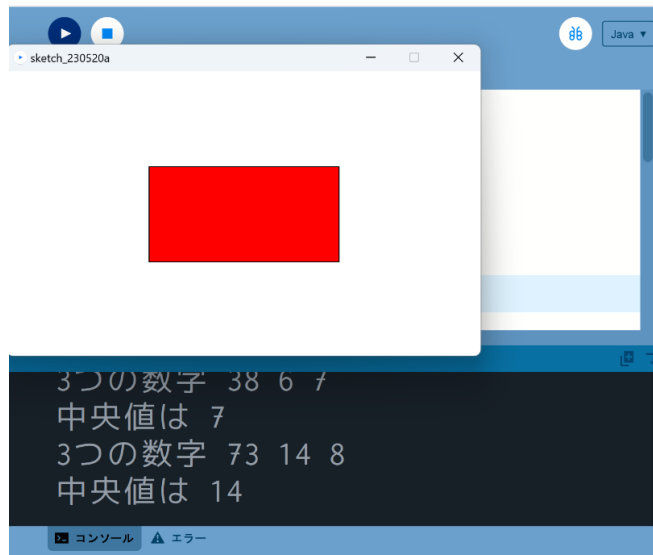 Java ▾
sketch_230520a
3つの数字 38 6 7
中央値は 7
3つの数字 73 14 8
中央値は 14
コンソール エラー